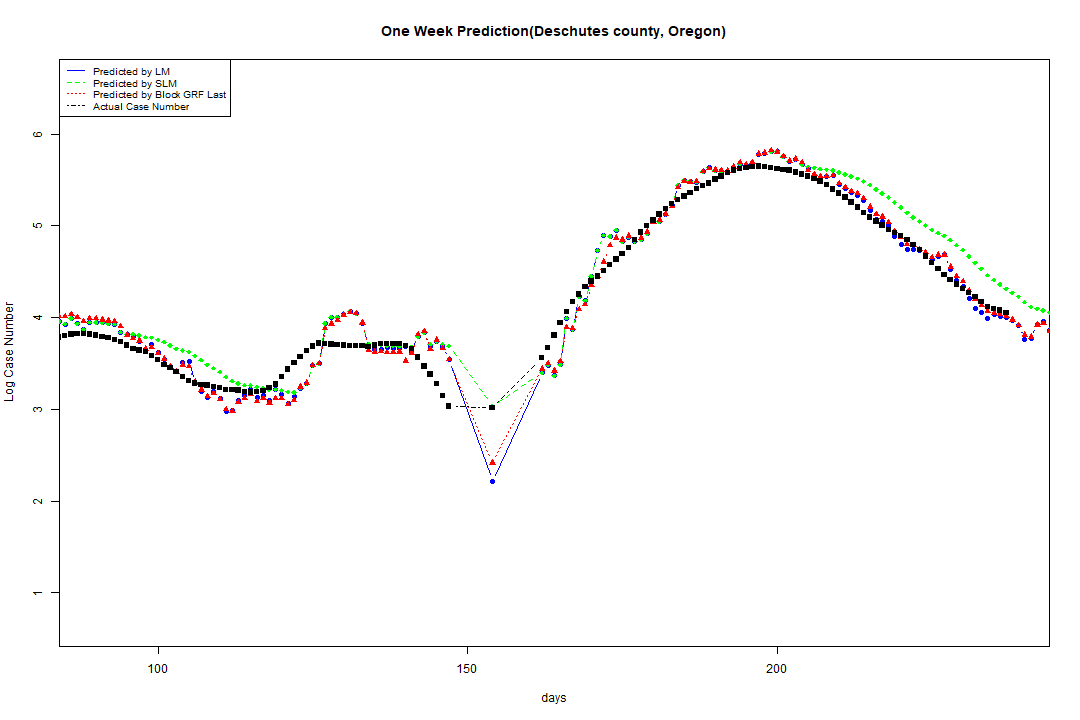 One Week Prediction(Deschutes county, Oregon)
Predicted by LM
Predicted by SLM
Predicted by Block GRF Last
Actual Case Number
6
5
4
3
2
1
Log Case Number
100 150 200
days